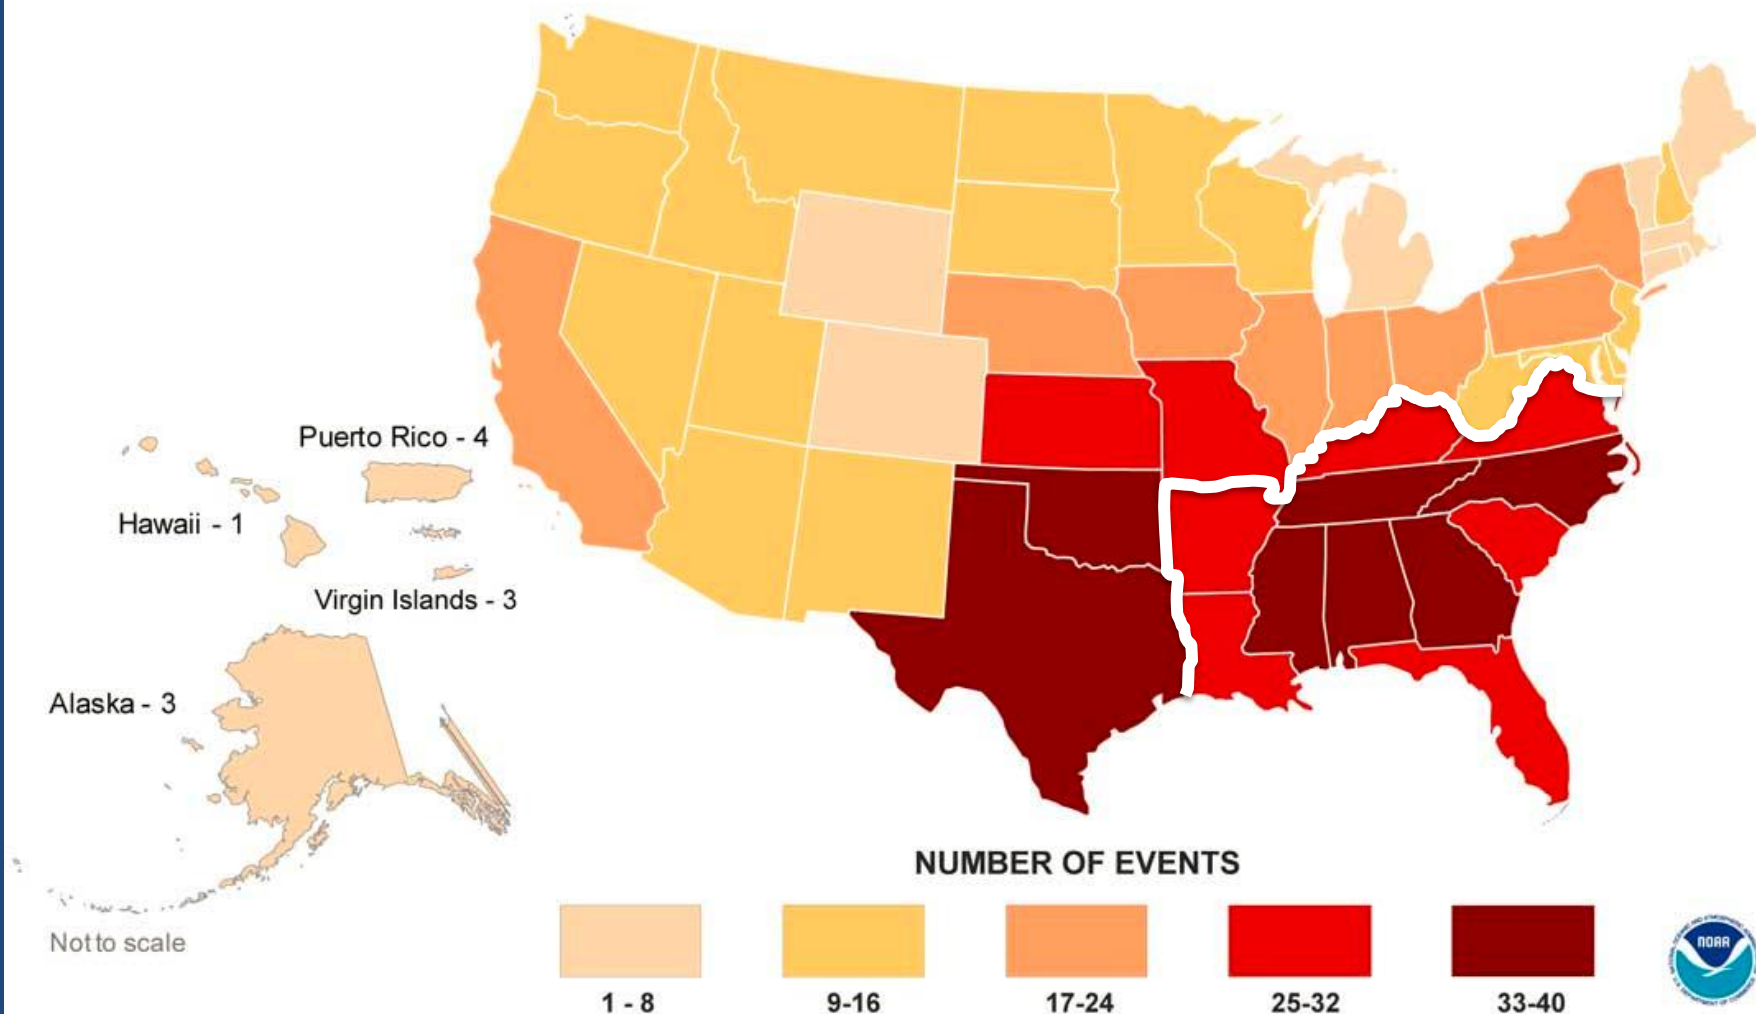 Puerto Rico - 4
Hawaii - 1
Virgin Islands - 3
Alaska - 3
Not to scale
NUMBER OF EVENTS
1 - 8 9-16 17-24 25-32 33-40
NOAA